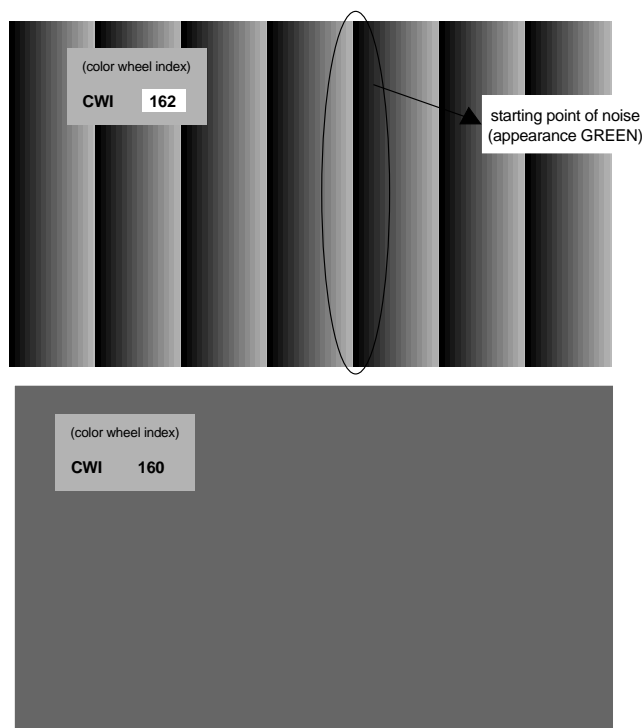 (color wheel index)
CWI 162
starting point of noise
(appearance GREEN)
(color wheel index)
CWI 160